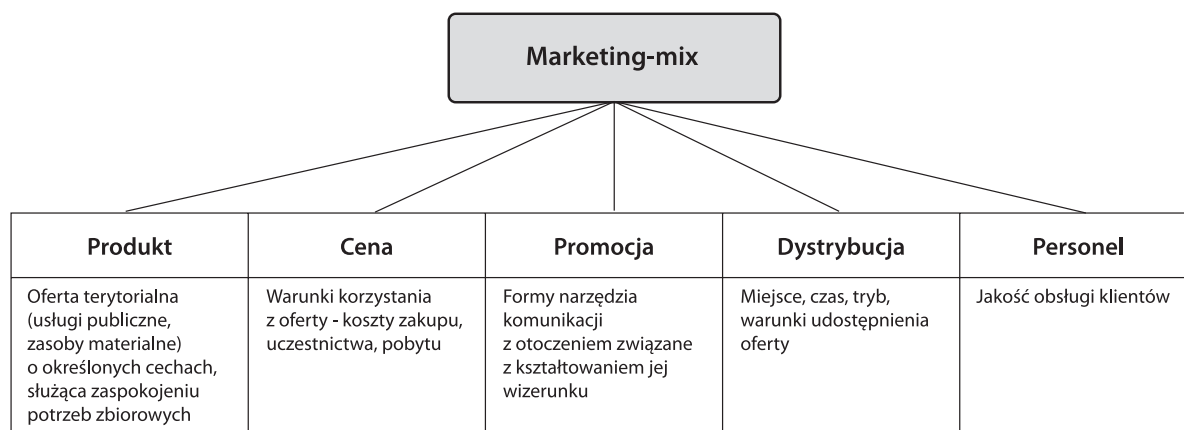 Marketing-mix
Produkt
Cena
Promocja
Dystrybucja
Personel
Oferta terytorialna
(usługi publiczne,
zasoby materialne)
o określonych cechach,
służąca zaspokojeniu
potrzeb zbiorowych
Warunki korzystania
z oferty - koszty zakupu,
uczestnictwa, pobytu
Formy narzędzia
komunikacji
z otoczeniem związane
z kształtowaniem jej
wizerunku
Miejsce, czas, tryb,
warunki udostępnienia
oferty
Jakość obsługi klientów